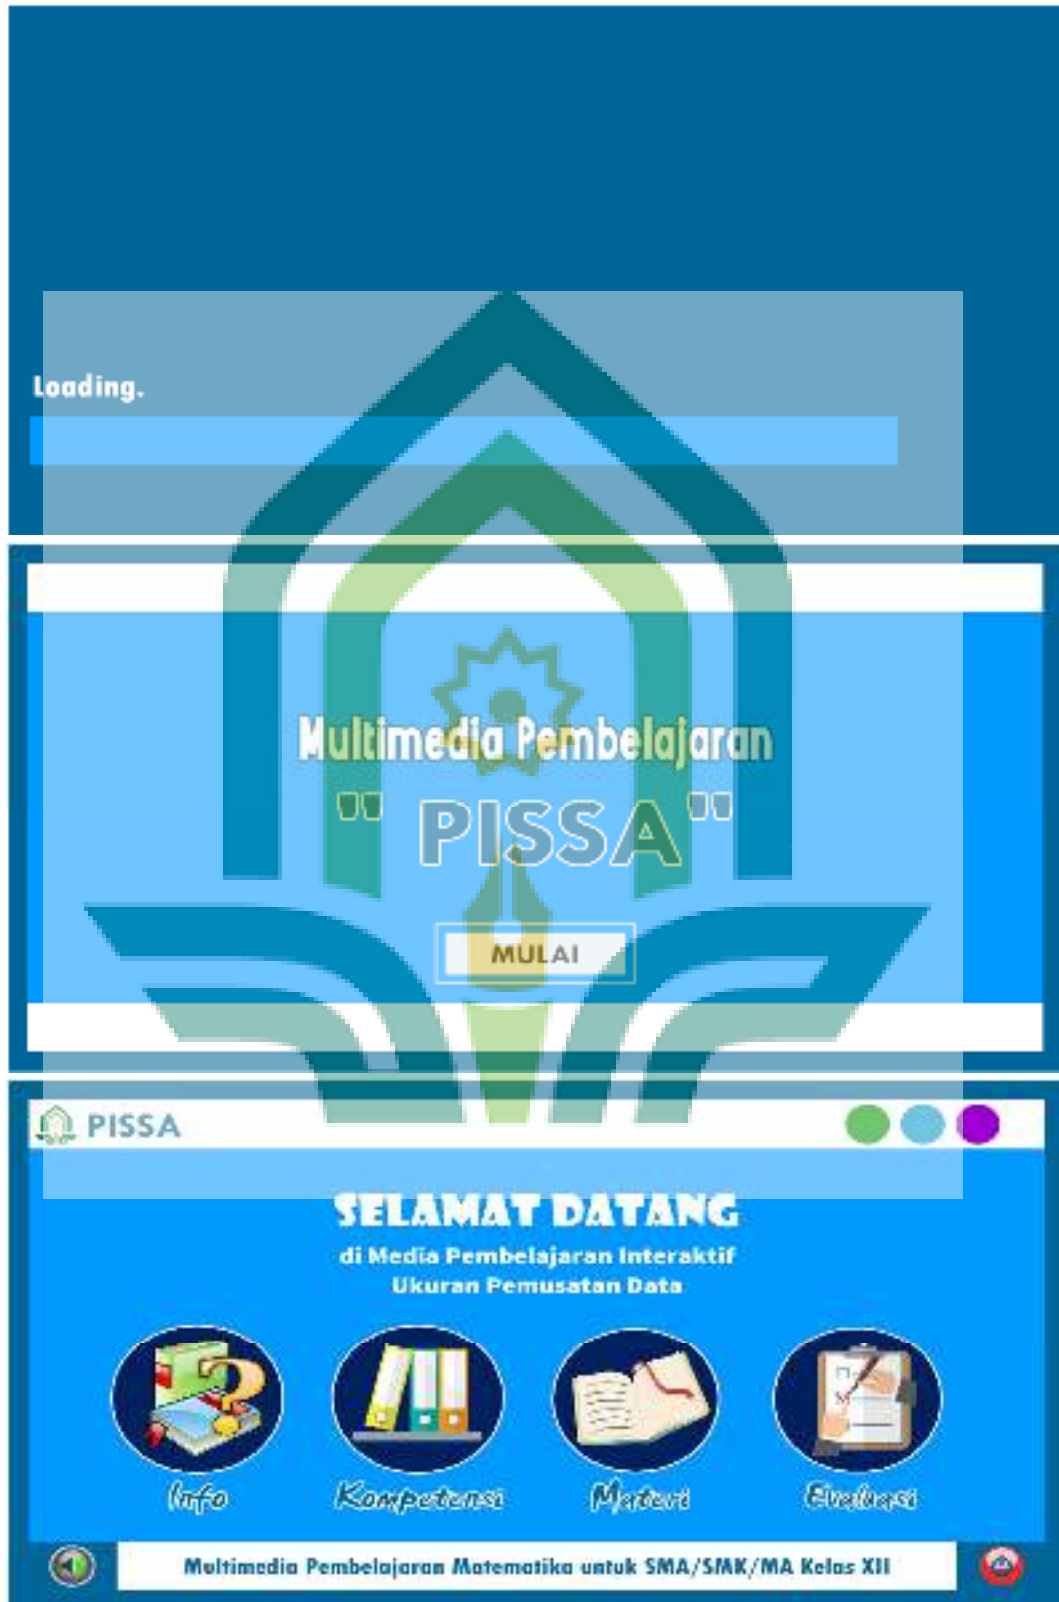 Loading.
Multimedia Pembelajaran
" PISSA "
MULAI
PISSA
SELAMAT DATANG
di Media Pembelajaran Interaktif
Ukuran Pemusatan Data
Info Kompetensi Materi Evaluasi
Multimedia Pembelajaran Matematika untuk SMA/SMK/MA Kelas XII